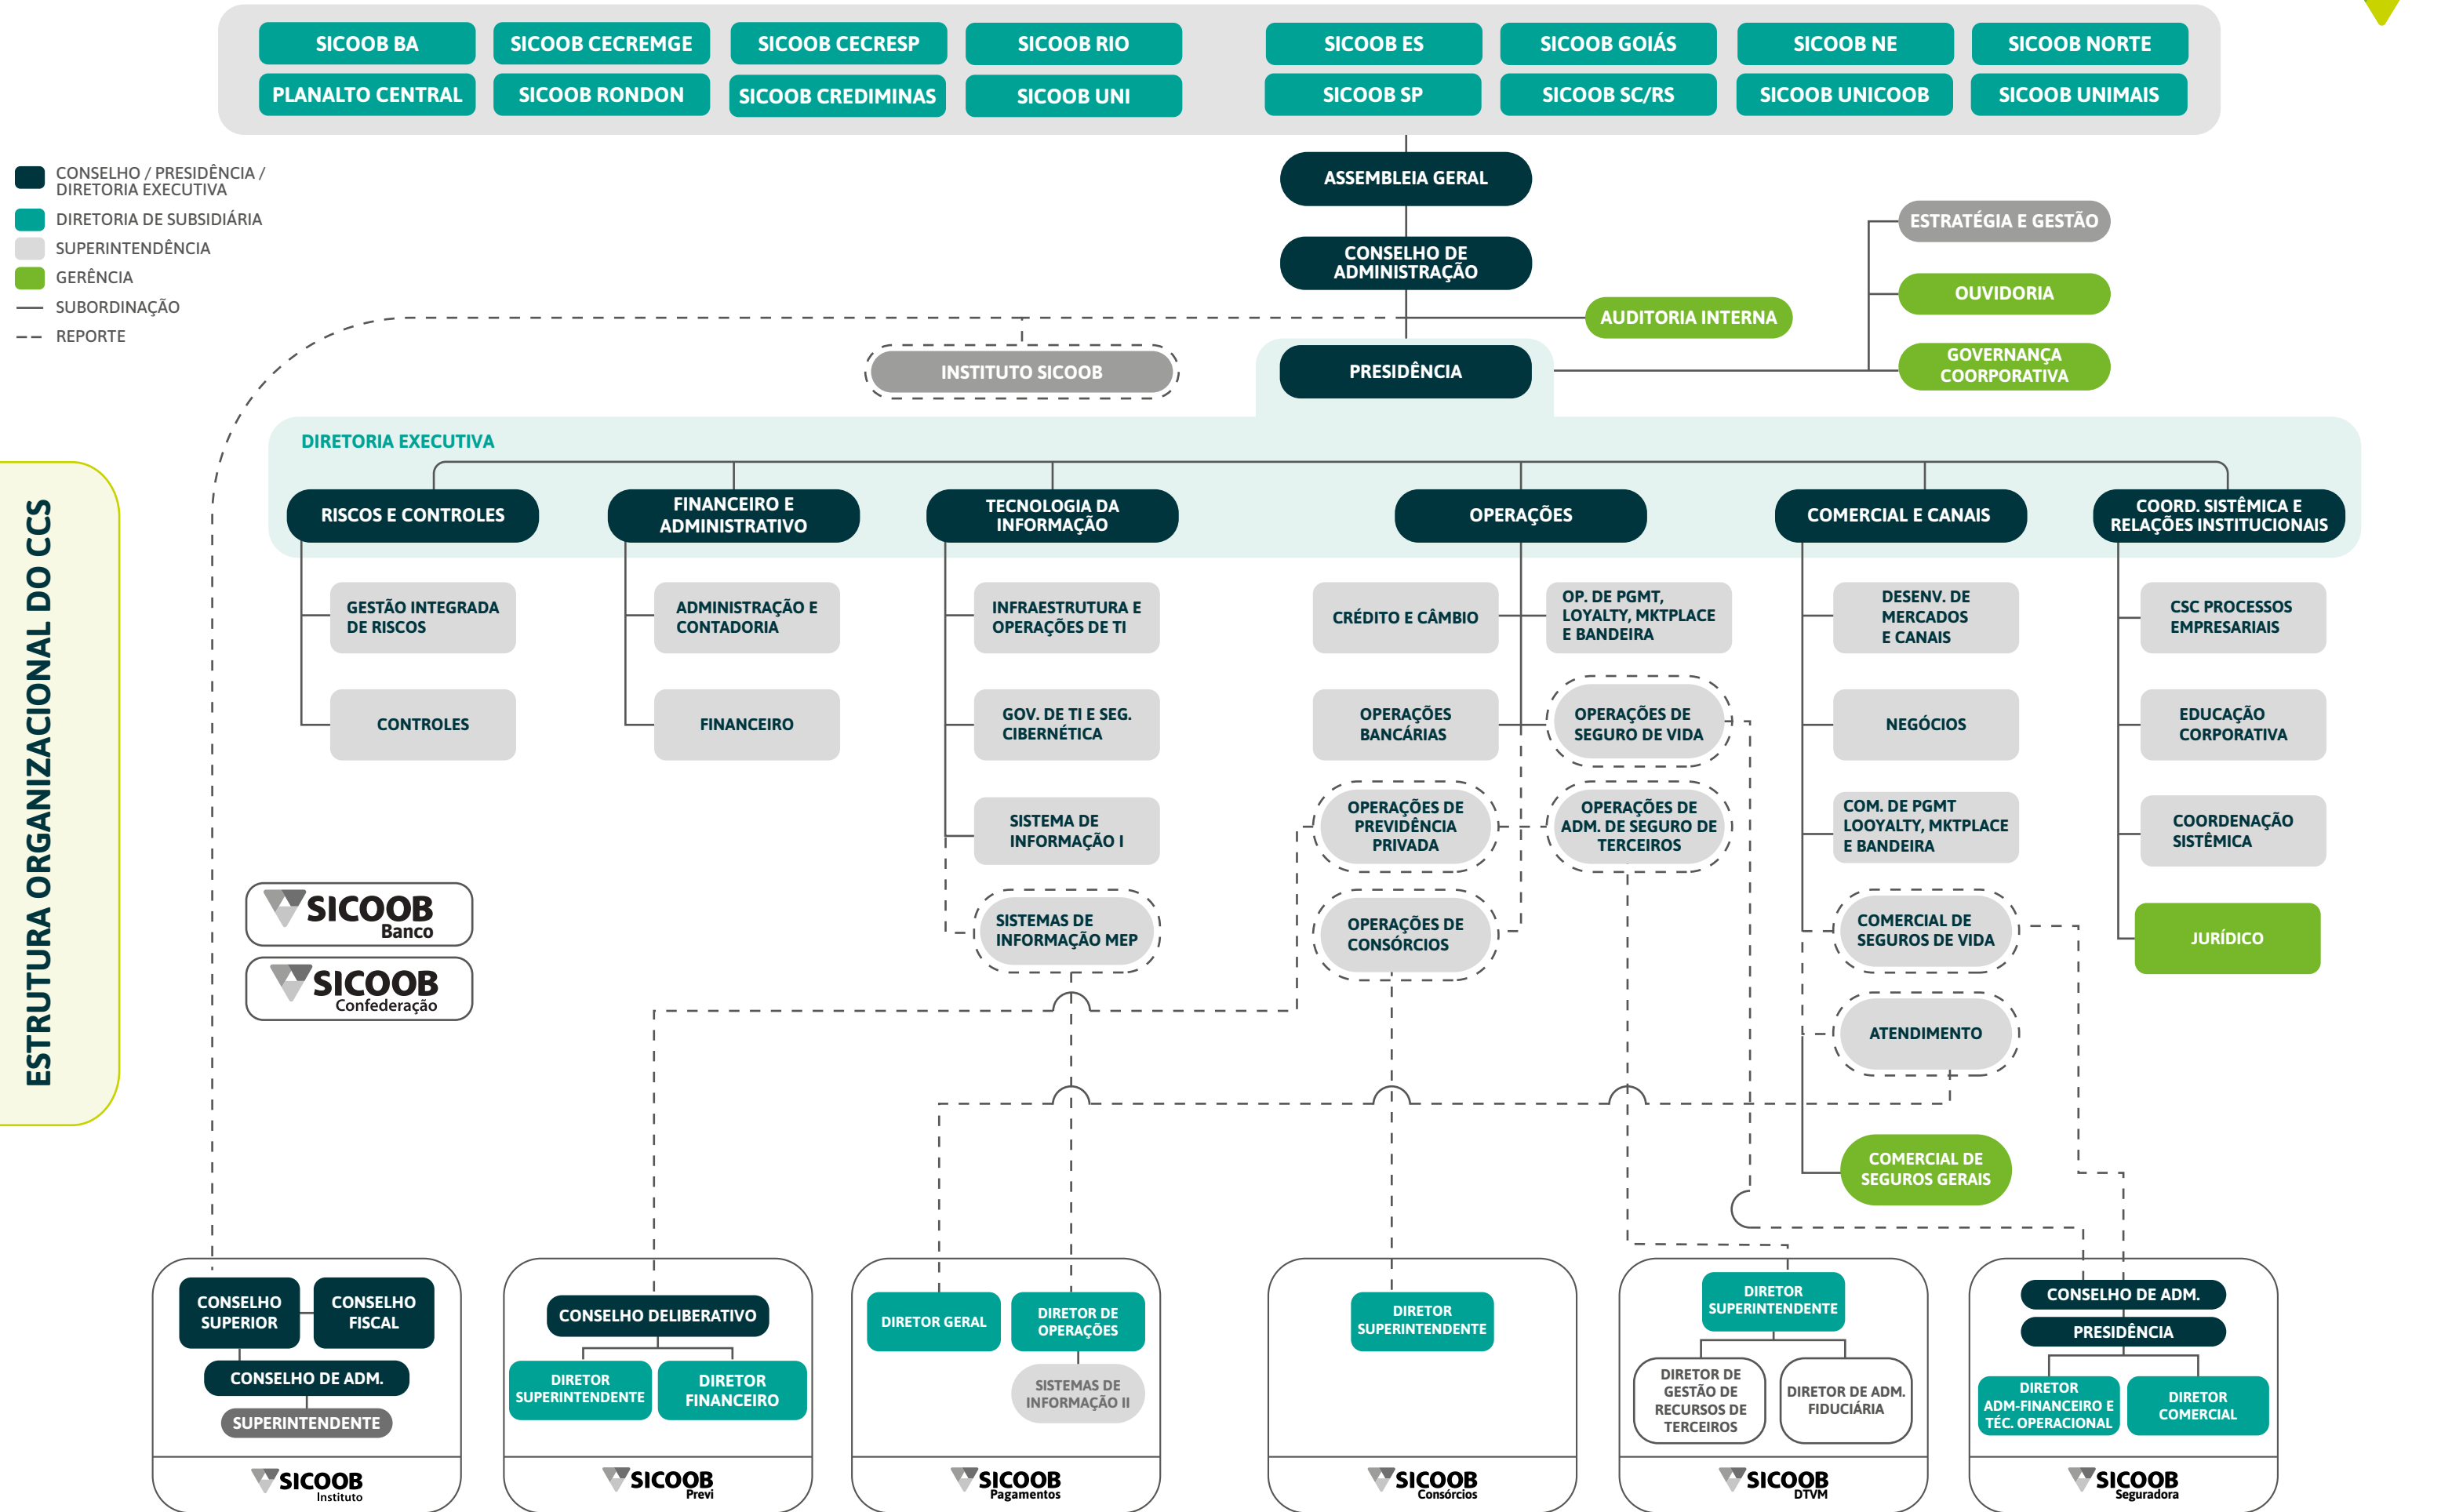 SICOOB BA
SICOOB CECREMGE
SICOOB CECRESP
SICOOB RIO
SICOOB ES
SICOOB GOIÁS
SICOOB NE
SICOOB NORTE
PLANALTO CENTRAL
SICOOB RONDON
SICOOB CREDIMINAS
SICOOB UNI
SICOOB SP
SICOOB SC/RS
SICOOB UNICOOB
SICOOB UNIMAIS
CONSELHO / PRESIDÊNCIA /
DIRETORIA EXECUTIVA
DIRETORIA DE SUBSIDIÁRIA
SUPERINTENDÊNCIA
GERÊNCIA
SUBORDINAÇÃO
REPORTE
ASSEMBLEIA GERAL
CONSELHO DE
ADMINISTRAÇÃO
AUDITORIA INTERNA
ESTRATÉGIA E GESTÃO
OUVIDORIA
GOVERNANÇA
COORPORATIVA
INSTITUTO SICOOB
PRESIDÊNCIA
ESTRUTURA ORGANIZACIONAL DO CCS
DIRETORIA EXECUTIVA
RISCOS E CONTROLES
FINANCEIRO E
ADMINISTRATIVO
TECNOLOGIA DA
INFORMAÇÃO
OPERAÇÕES
COMERCIAL E CANAIS
COORD. SISTÊMICA E
RELAÇÕES INSTITUCIONAIS
GESTÃO INTEGRADA
DE RISCOS
CONTROLES
ADMINISTRAÇÃO E
CONTADORIA
FINANCEIRO
INFRAESTRUTURA E
OPERAÇÕES DE TI
GOV. DE TI E SEG.
CIBERNÉTICA
SISTEMA DE
INFORMAÇÃO I
SISTEMAS DE
INFORMAÇÃO MEP
CRÉDITO E CÂMBIO
OP. DE PGMT,
LOYALTY, MKTPLACE
E BANDEIRA
OPERAÇÕES
BANCÁRIAS
OPERAÇÕES DE
SEGURO DE VIDA
OPERAÇÕES DE
PREVIDÊNCIA
PRIVADA
OPERAÇÕES DE
ADM. DE SEGURO DE
TERCEIROS
OPERAÇÕES DE
CONSÓRCIOS
DESENV. DE
MERCADOS
E CANAIS
NEGÓCIOS
COM. DE PGMT
LOOYALTY, MKTPLACE
E BANDEIRA
COMERCIAL DE
SEGUROS DE VIDA
ATENDIMENTO
COMERCIAL DE
SEGUROS GERAIS
CSC PROCESSOS
EMPRESARIAIS
EDUCAÇÃO
CORPORATIVA
COORDENAÇÃO
SISTÊMICA
JURÍDICO
SICOOB
Banco
SICOOB
Confederação
CONSELHO
SUPERIOR
CONSELHO
FISCAL
CONSELHO DE ADM.
SUPERINTENDENTE
SICOOB
Instituto
CONSELHO DELIBERATIVO
DIRETOR
SUPERINTENDENTE
DIRETOR
FINANCEIRO
SICOOB
Previ
DIRETOR GERAL
DIRETOR DE
OPERAÇÕES
SISTEMAS DE
INFORMAÇÃO II
SICOOB
Pagamentos
DIRETOR
SUPERINTENDENTE
SICOOB
Consórcios
DIRETOR
SUPERINTENDENTE
DIRETOR DE
GESTÃO DE
RECURSOS DE
TERCEIROS
DIRETOR DE ADM.
FIDUCIÁRIA
SICOOB
DTVM
CONSELHO DE ADM.
PRESIDÊNCIA
DIRETOR
ADM-FINANCEIRO E
TÉC. OPERACIONAL
DIRETOR
COMERCIAL
SICOOB
Seguradora